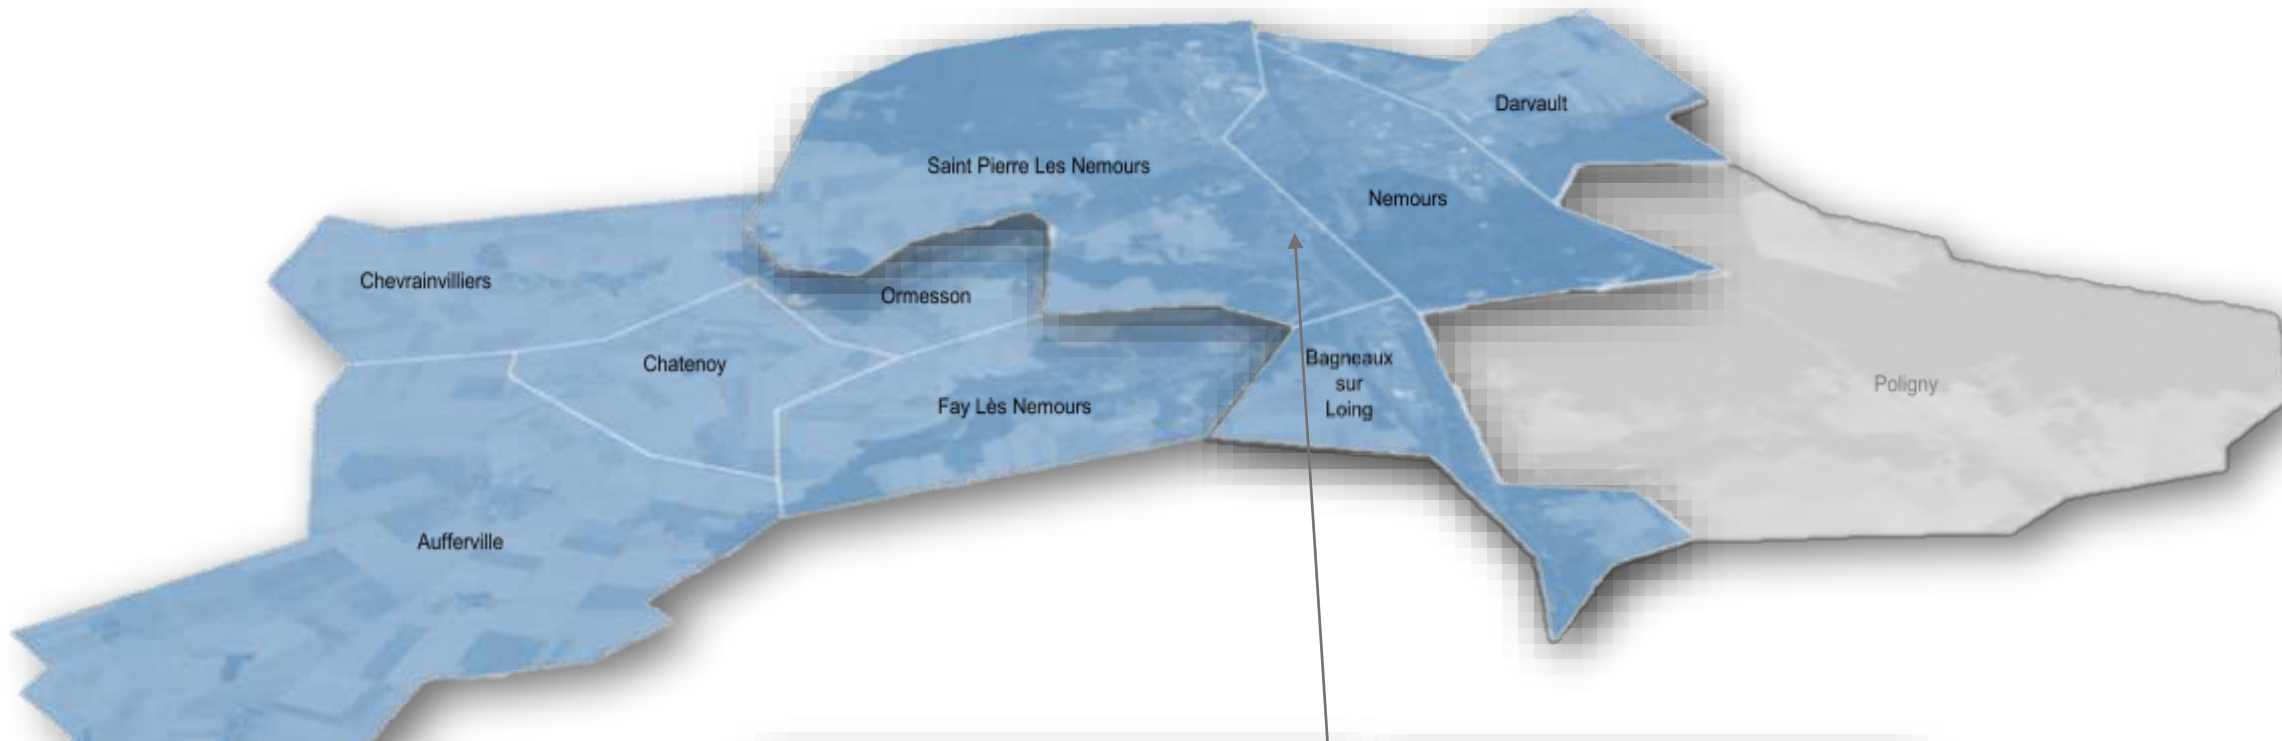 Darvault
Saint Pierre Les Nemours
Nemours
Chevrainvilliers
Ormesson
Chatenoy
Bagneaux
sur
Loing
Poligny
Fay Lès Nemours
Aufferville